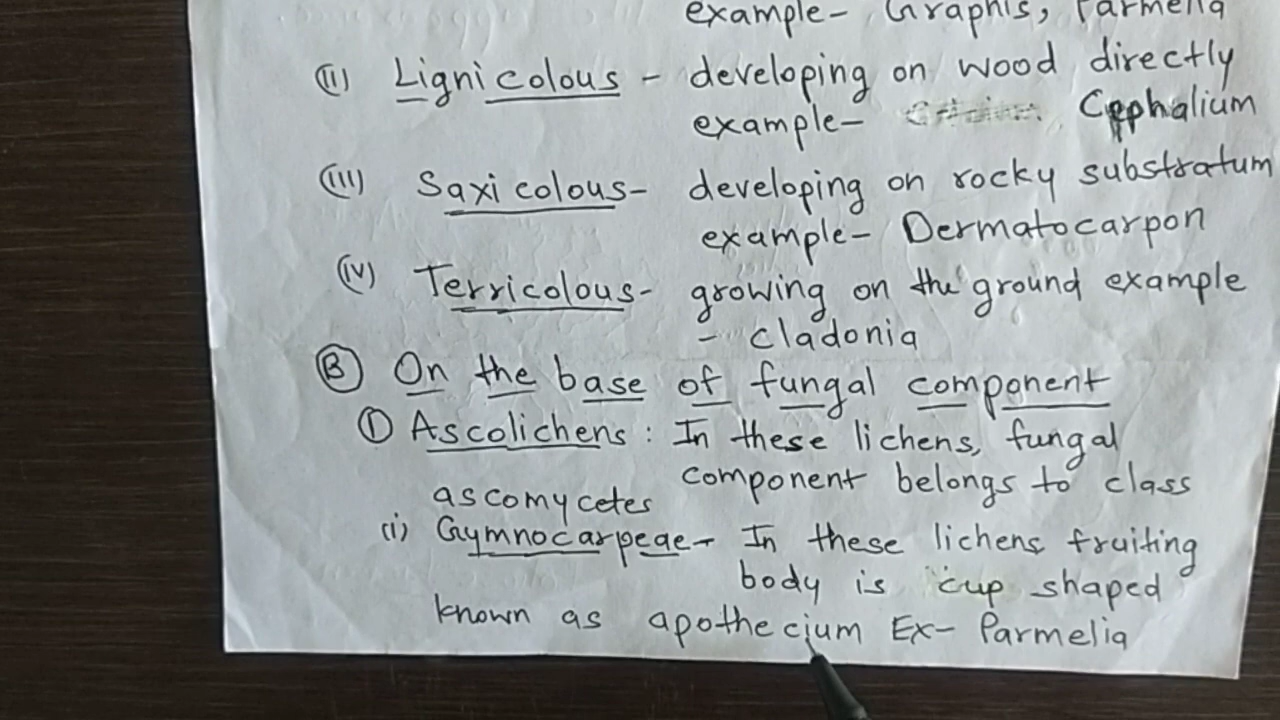 example- Graphis, Parmelia
(ii) Lignicolous - developing on wood directly
example- Cephalium
(iii) Saxicolous- developing on rocky substratum
example- Dermatocarpon
(iv) Terricolous- growing on the ground example
- cladonia
(B) On the base of fungal component
(1) Ascolichens : In these lichens, fungal
component belongs to class
ascomycetes
(i) Gymnocarpeae- In these lichens fruiting
body is cup shaped
known as apothecium Ex- Parmelia